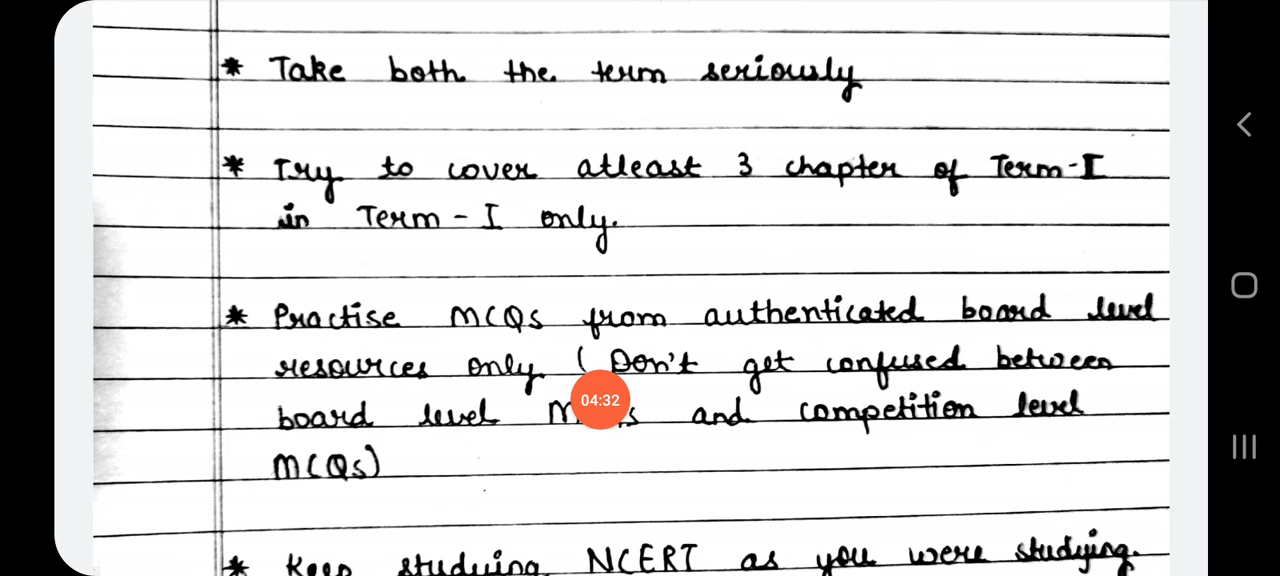 * Take both the term seriously
* Try to cover atleast 3 chapter of Term-I
in Term-I only.
* Practise MCQs from authenticated board level
resources only (Don't get confused between
board level and competition level
04:32
MCQs)
* Keep studying NCERT as you were studying.